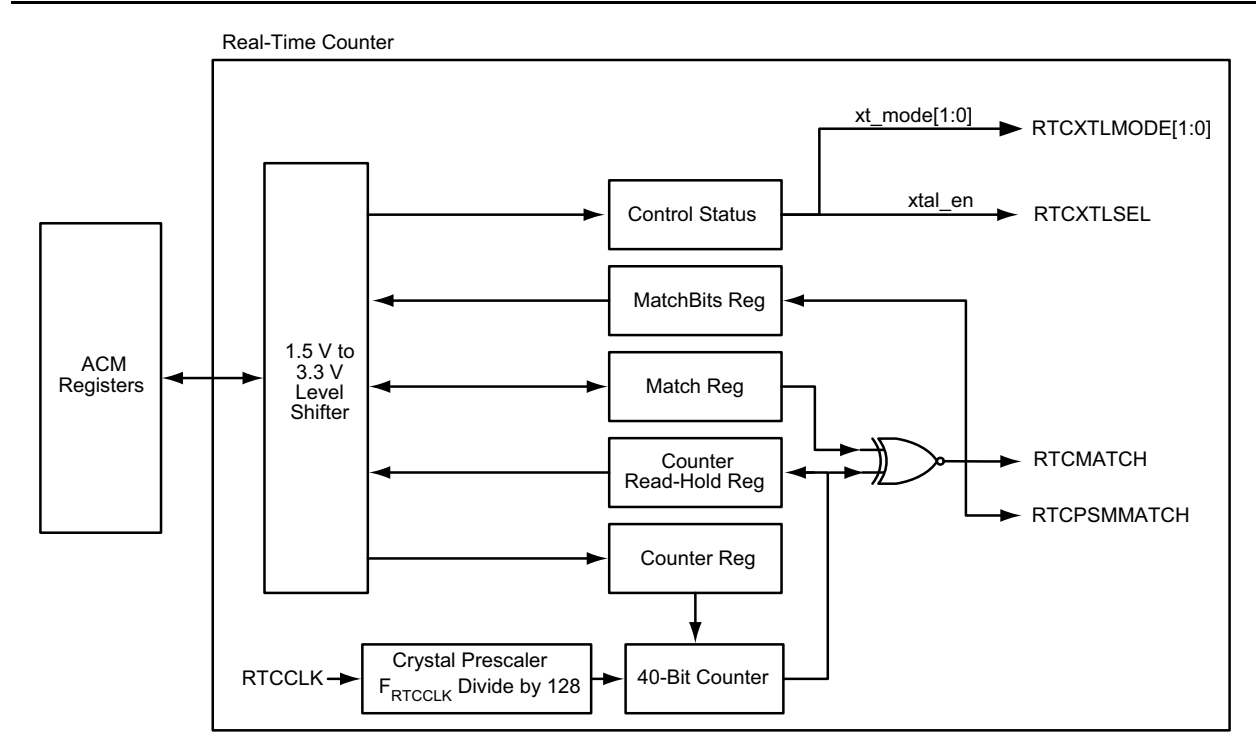 Real-Time Counter
xt_mode[1:0]
RTCXTLMODE[1:0]
Control Status
xtal_en
RTCXTLSEL
MatchBits Reg
ACM
Registers
1.5 V to
3.3 V
Level
Shifter
Match Reg
Counter
Read-Hold Reg
RTCMATCH
RTCPSMMATCH
Counter Reg
RTCCLK
Crystal Prescaler
FRTCCLK Divide by 128
40-Bit Counter